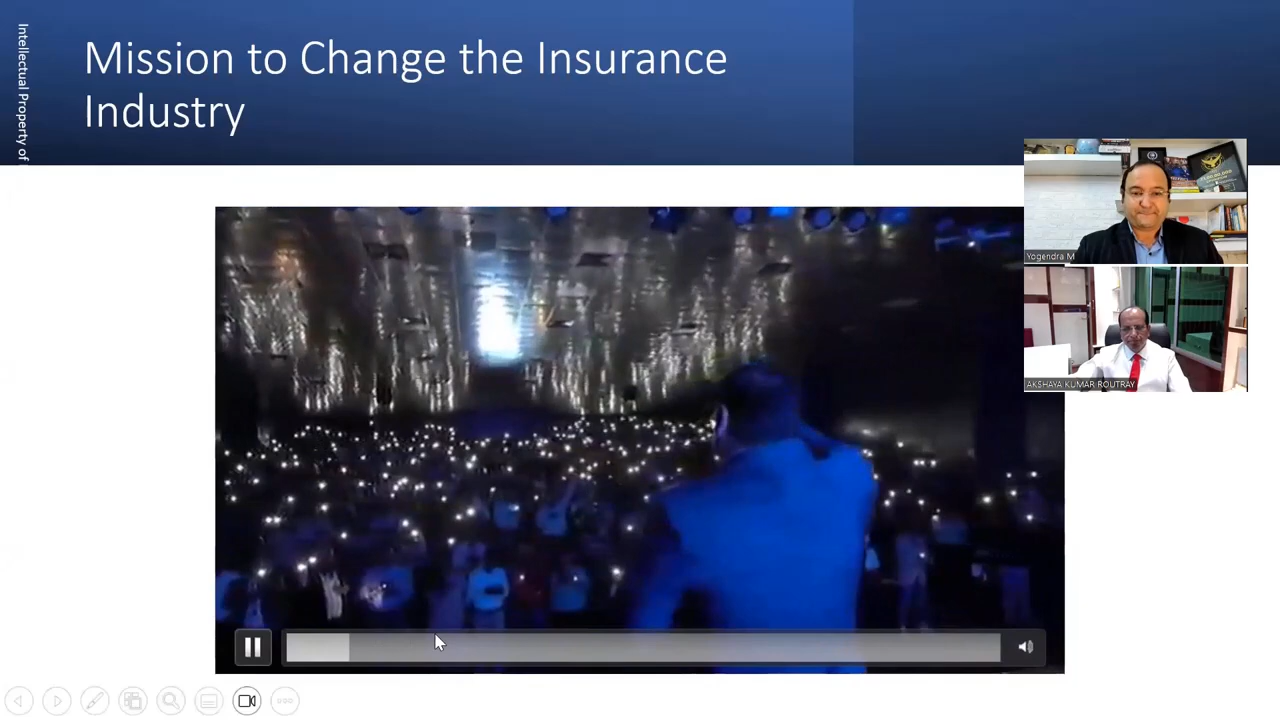 Intellectual Property of
Mission to Change the Insurance
Industry
Yogendra M
AKSHAYA KUMAR ROUTRAY